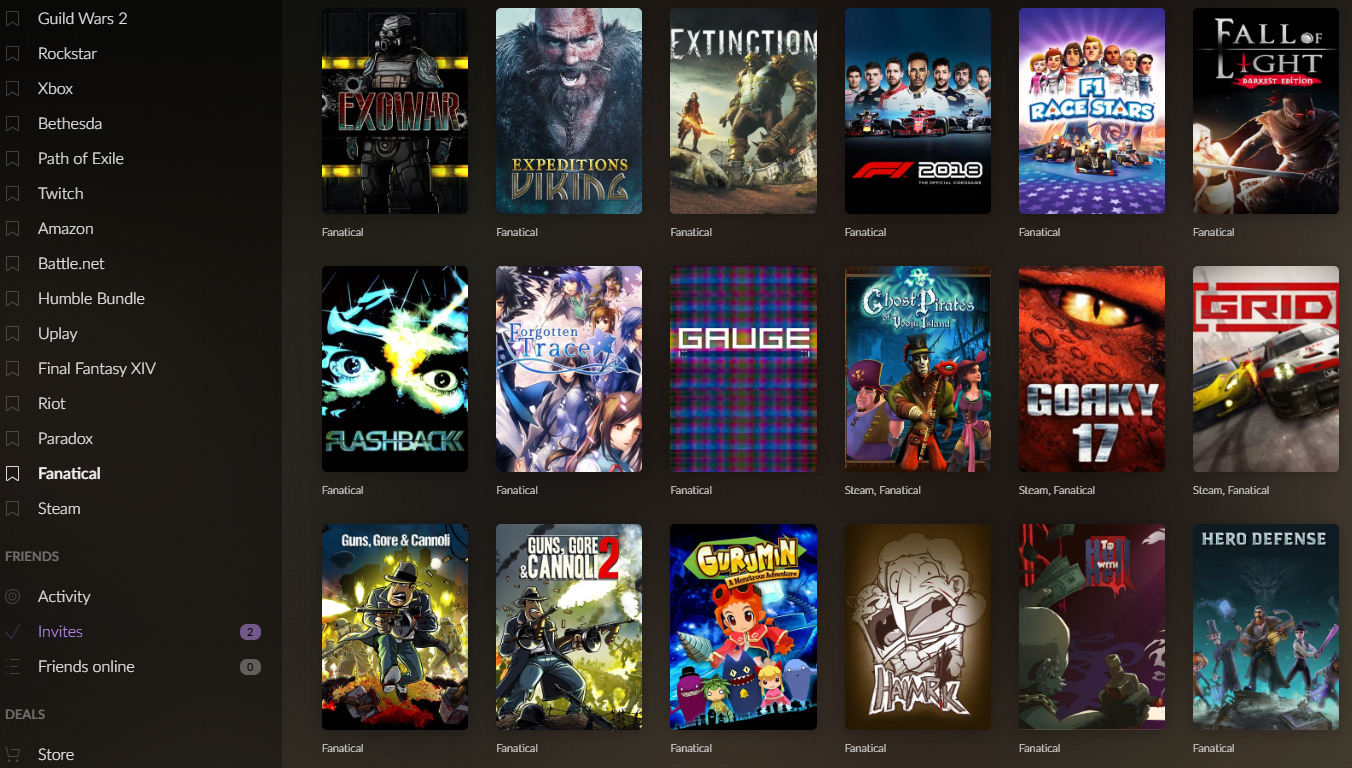 Guild Wars 2
Rockstar
Xbox
Bethesda
Path of Exile
Twitch
Amazon
Battle.net
Humble Bundle
Uplay
Final Fantasy XIV
Riot
Paradox
Fanatical
Steam
FRIENDS
Activity
Invites 2
Friends online 0
DEALS
Store
EXOWAR
EXPEDITIONS
VIKING
EXTINCTION
F1 2018
THE OFFICIAL VIDEOGAME
F1
RACE STARS
FALL OF
LIGHT
DARKEST EDITION
Fanatical
Fanatical
Fanatical
Fanatical
Fanatical
Fanatical
FLASHBACK
Forgotten
Trace
GAUGE
Ghost Pirates
of Vooju Island
GORKY
17
GRID
Fanatical
Fanatical
Fanatical
Steam, Fanatical
Steam, Fanatical
Steam, Fanatical
Guns, Gore & Cannoli
GUNS, GORE
& CANNOLI 2
GURUMIN
A Monstrous Adventure
HAIMRIK
To
Hell
WITH
HERO DEFENSE
Fanatical
Fanatical
Fanatical
Fanatical
Fanatical
Fanatical